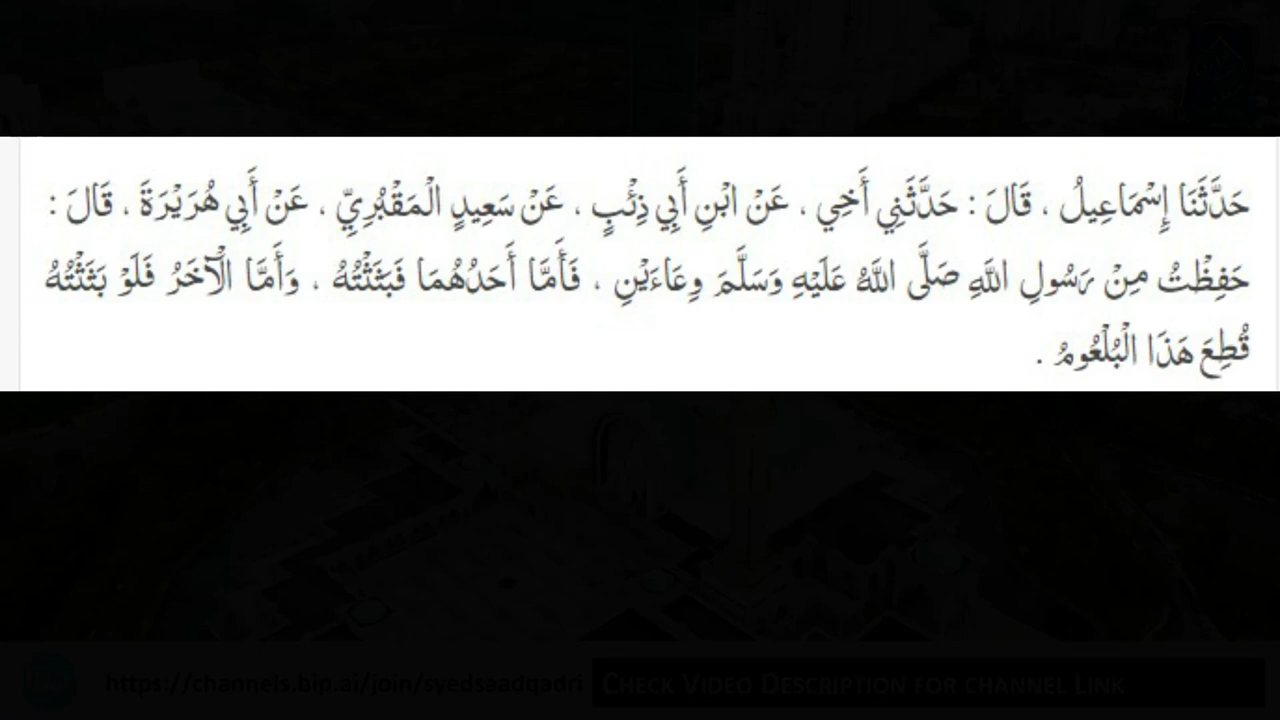 حَدَّثَنَا إِسْمَاعِيلُ ، قَالَ : حَدَّثَنِي أَخِي ، عَنْ ابْنِ أَبِي ذِئْبٍ ، عَنْ سَعِيدٍ الْمَقْبُرِيِّ ، عَنْ أَبِي هُرَيْرَةَ ، قَالَ :
حَفِظْتُ مِنْ رَسُولِ اللَّهِ صَلَّى اللَّهُ عَلَيْهِ وَسَلَّمَ وِعَاءَيْنِ ، فَأَمَّا أَحَدُهُمَا فَبَثَثْتُهُ ، وَأَمَّا الْآخَرُ فَلَوْ بَثَثْتُهُ
قُطِعَ هَذَا الْبُلْعُومُ .
https://channels.bip.ai/join/syedsaadqadri CHECK VIDEO DESCRIPTION FOR CHANNEL LINK